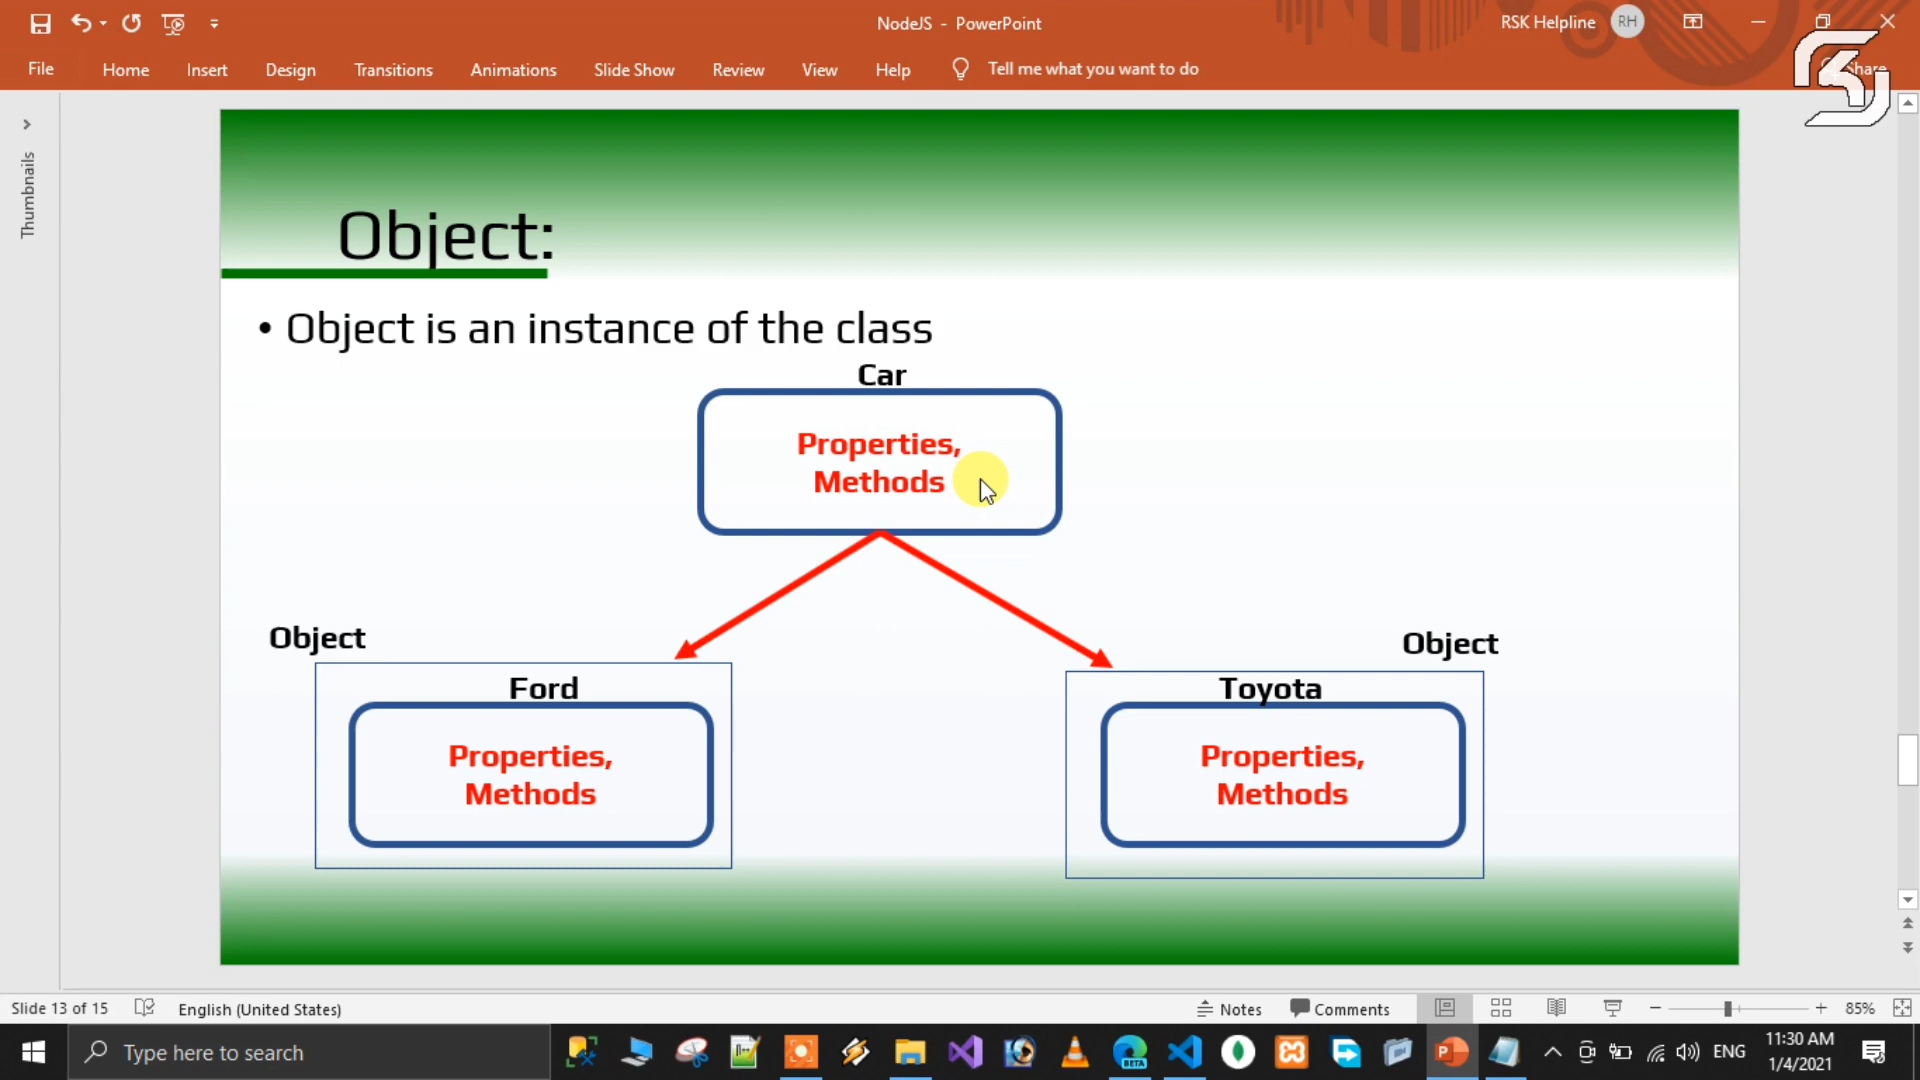 NodeJS - PowerPoint
RSK Helpline
RH
File
Home
Insert
Design
Transitions
Animations
Slide Show
Review
View
Help
Tell me what you want to do
Share
Thumbnails
Object:
• Object is an instance of the class
Car
Properties,
Methods
Object
Object
Ford
Properties,
Methods
Toyota
Properties,
Methods
Slide 13 of 15
English (United States)
Notes
Comments
85%
Type here to search
BETA
ENG
11:30 AM
1/4/2021